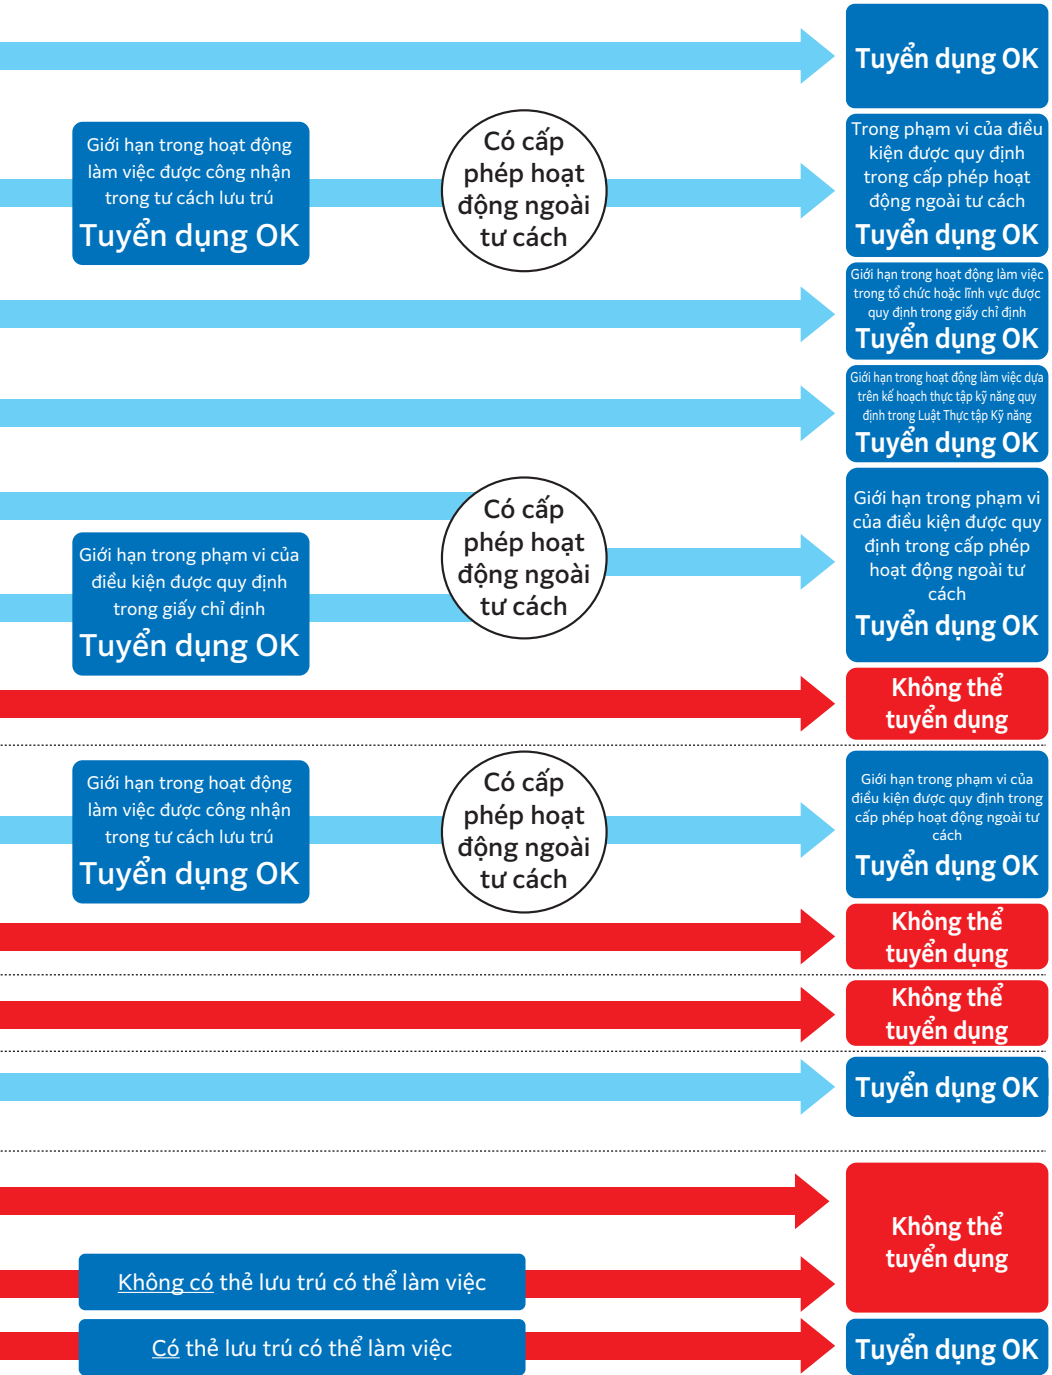 Tuyển dụng OK
Giới hạn trong hoạt động
làm việc được công nhận
trong tư cách lưu trú
Tuyển dụng OK
Có cấp
phép hoạt
động ngoài
tư cách
Trong phạm vi của điều
kiện được quy định
trong cấp phép hoạt
động ngoài tư cách
Tuyển dụng OK
Giới hạn trong hoạt động làm việc
trong tổ chức hoặc lĩnh vực được
quy định trong giấy chỉ định
Tuyển dụng OK
Giới hạn trong hoạt động làm việc dựa
trên kế hoạch thực tập kỹ năng quy
định trong Luật Thực tập Kỹ năng
Tuyển dụng OK
Giới hạn trong phạm vi của
điều kiện được quy định
trong giấy chỉ định
Tuyển dụng OK
Có cấp
phép hoạt
động ngoài
tư cách
Giới hạn trong phạm vi
của điều kiện được quy
định trong cấp phép
hoạt động ngoài tư
cách
Tuyển dụng OK
Không thể
tuyển dụng
Giới hạn trong hoạt động
làm việc được công nhận
trong tư cách lưu trú
Tuyển dụng OK
Có cấp
phép hoạt
động ngoài
tư cách
Giới hạn trong phạm vi của
điều kiện được quy định trong
cấp phép hoạt động ngoài tư
cách
Tuyển dụng OK
Không thể
tuyển dụng
Không thể
tuyển dụng
Tuyển dụng OK
Không thể
tuyển dụng
Không có thẻ lưu trú có thể làm việc
Có thẻ lưu trú có thể làm việc
Tuyển dụng OK